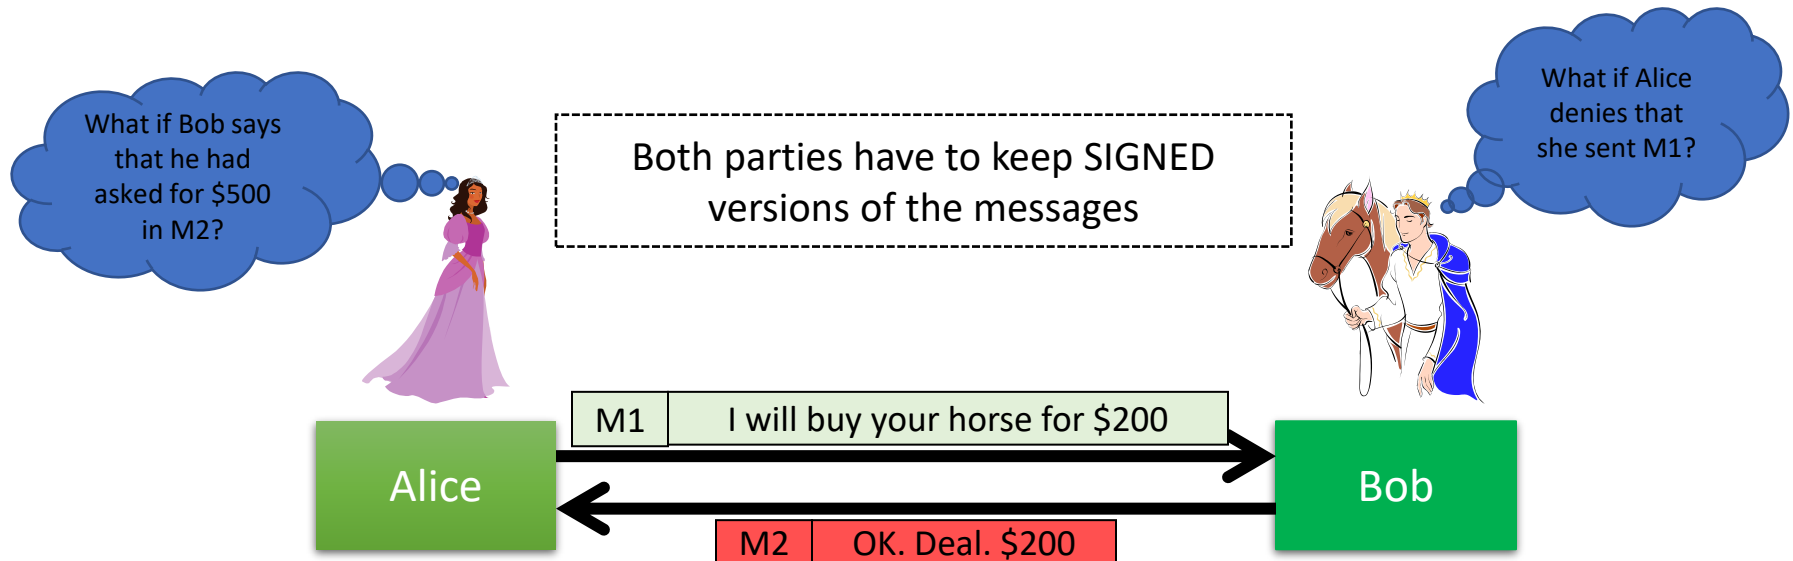 What if Bob says
that he had
asked for $500
in M2?
Both parties have to keep SIGNED
versions of the messages
What if Alice
denies that
she sent M1?
M1 I will buy your horse for $200
Alice
Bob
M2 OK. Deal. $200